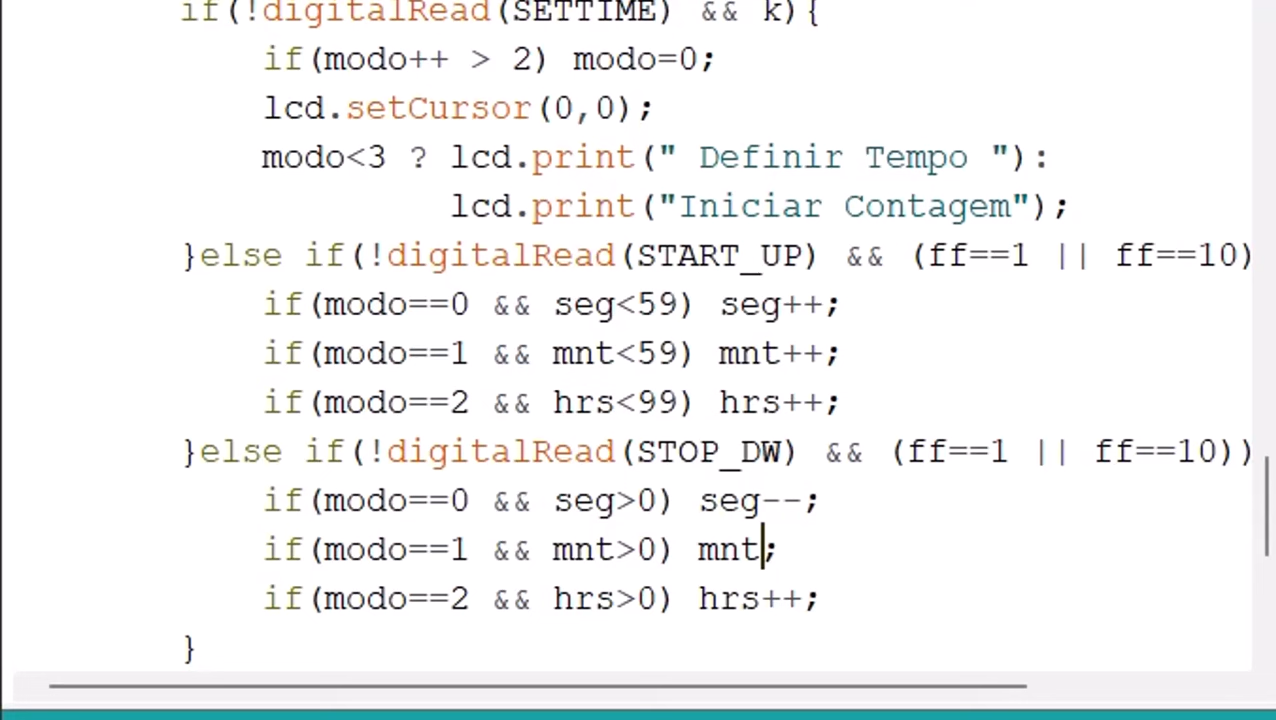 if(!digitalRead(SETTIME) && k){
if(modo++ > 2) modo=0;
lcd.setCursor(0,0);
modo<3 ? lcd.print(" Definir Tempo "):
lcd.print("Iniciar Contagem");
}else if(!digitalRead(START_UP) && (ff==1 || ff==10)
if(modo==0 && seg<59) seg++;
if(modo==1 && mnt<59) mnt++;
if(modo==2 && hrs<99) hrs++;
}else if(!digitalRead(STOP_DW) && (ff==1 || ff==10))
if(modo==0 && seg>0) seg--;
if(modo==1 && mnt>0) mnt;
if(modo==2 && hrs>0) hrs++;
}